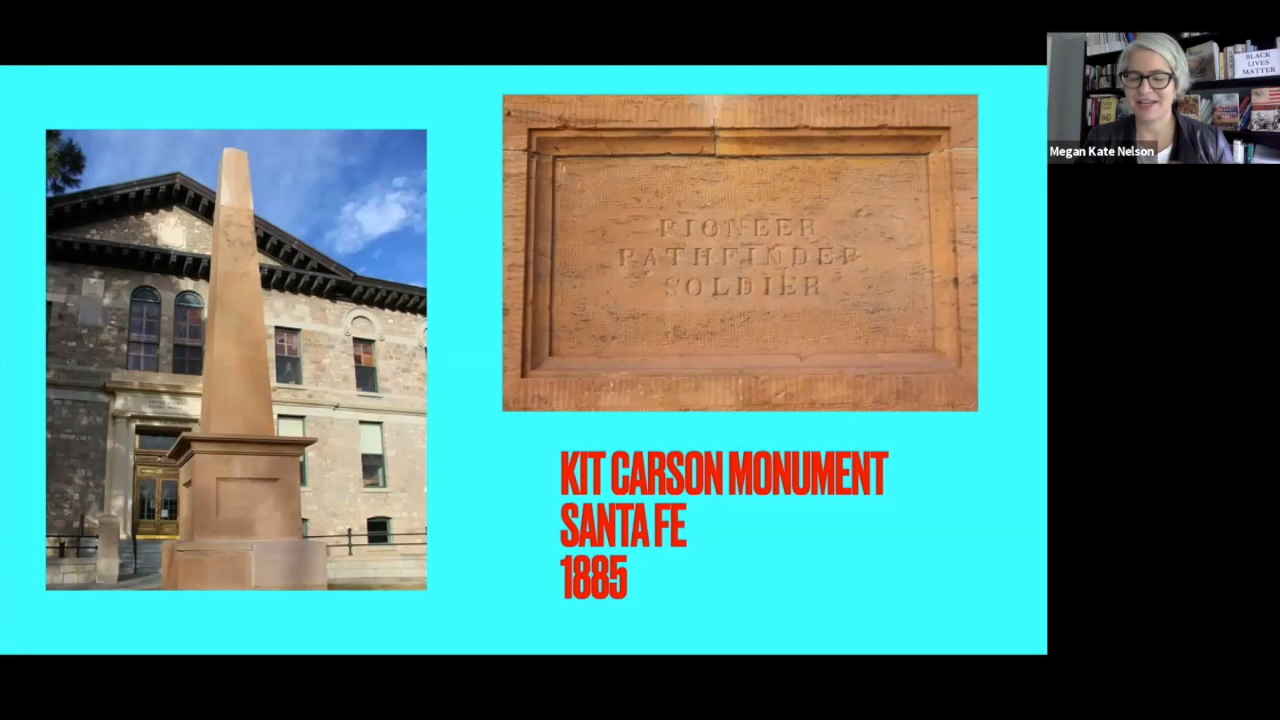 PIONEER
PATHFINDER
SOLDIER
KIT CARSON MONUMENT
SANTA FE
1885
BLACK
LIVES
MATTER
Megan Kate Nelson